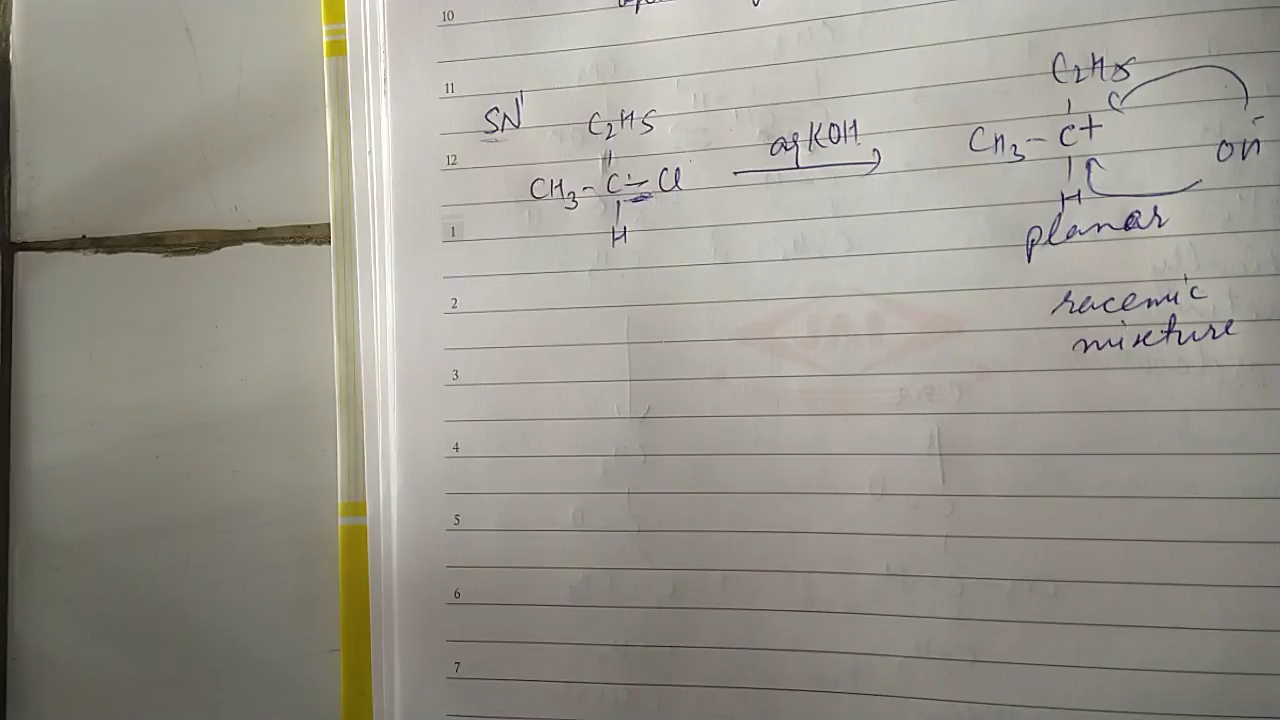 10
11
SN1
C2H5
12
CH3-C-Cl
H
aq KOH
C2H5
CH3-C+
H
OH-
planar
racemic
mixture
1
2
3
4
5
6
7